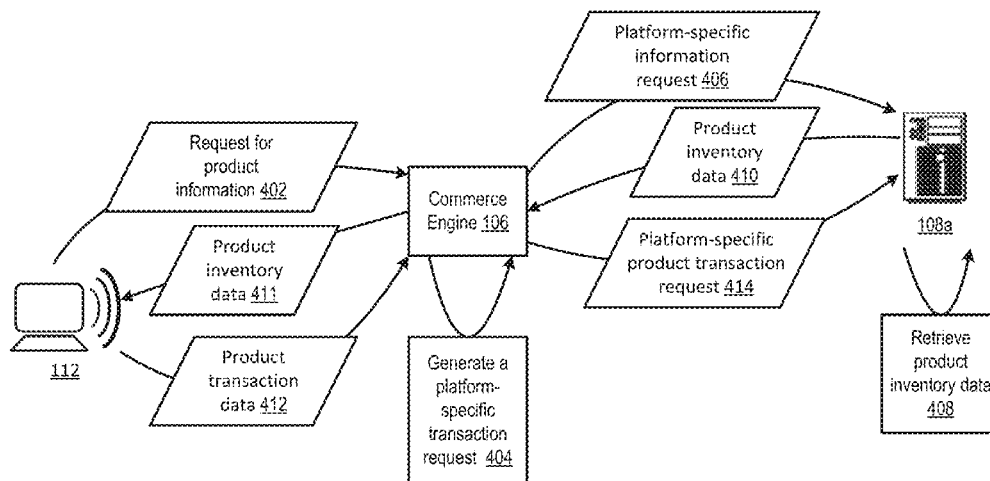 Platform-specific
information
request 406
Request for
product
information 402
Product
inventory
data 410
Commerce
Engine 106
108a
Product
inventory
data 411
Platform-specific
product transaction
request 414
112
Product
transaction
data 412
Generate a
platform-
specific
transaction
request 404
Retrieve
product
inventory data
408